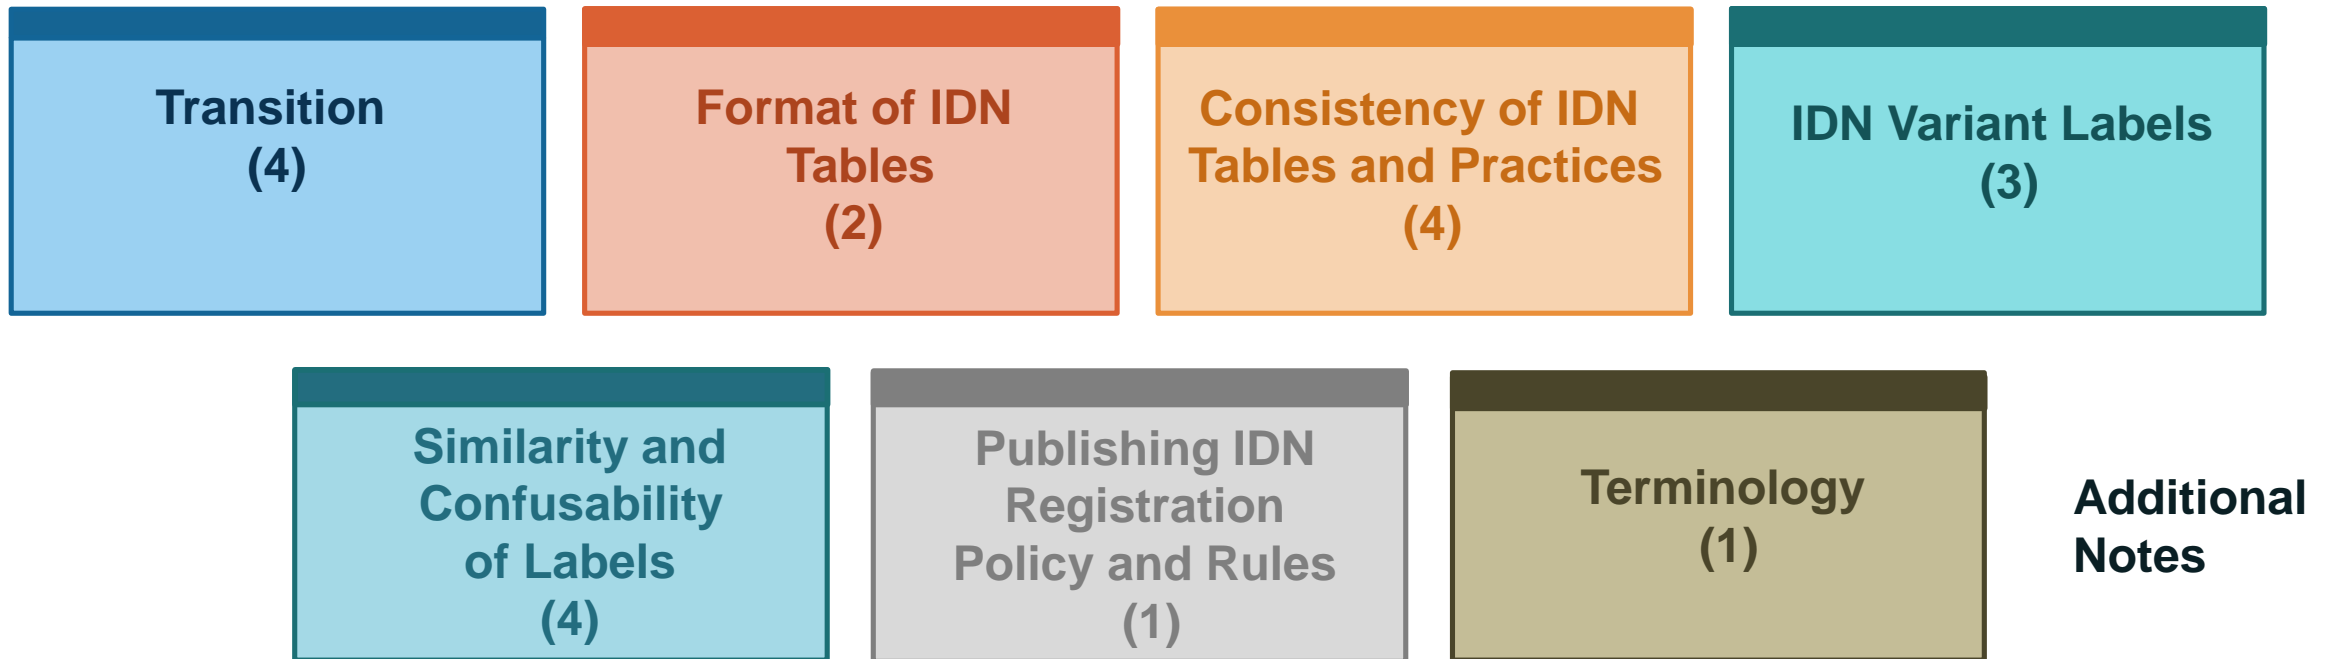 Transition
(4)
Format of IDN
Tables
(2)
Consistency of IDN
Tables and Practices
(4)
IDN Variant Labels
(3)
Similarity and
Confusability
of Labels
(4)
Publishing IDN
Registration
Policy and Rules
(1)
Terminology
(1)
Additional
Notes